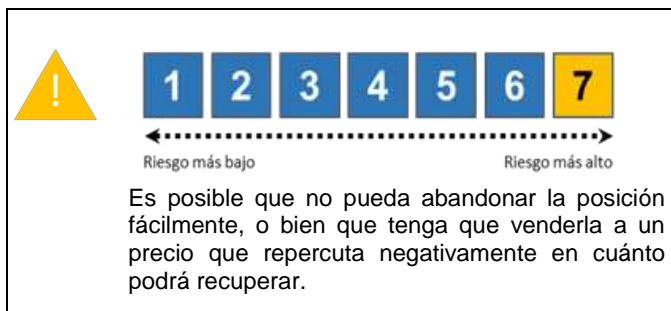 !
1 2 3 4 5 6 7
Riesgo más bajo Riesgo más alto
Es posible que no pueda abandonar la posición
fácilmente, o bien que tenga que venderla a un
precio que repercuta negativamente en cuánto
podrá recuperar.